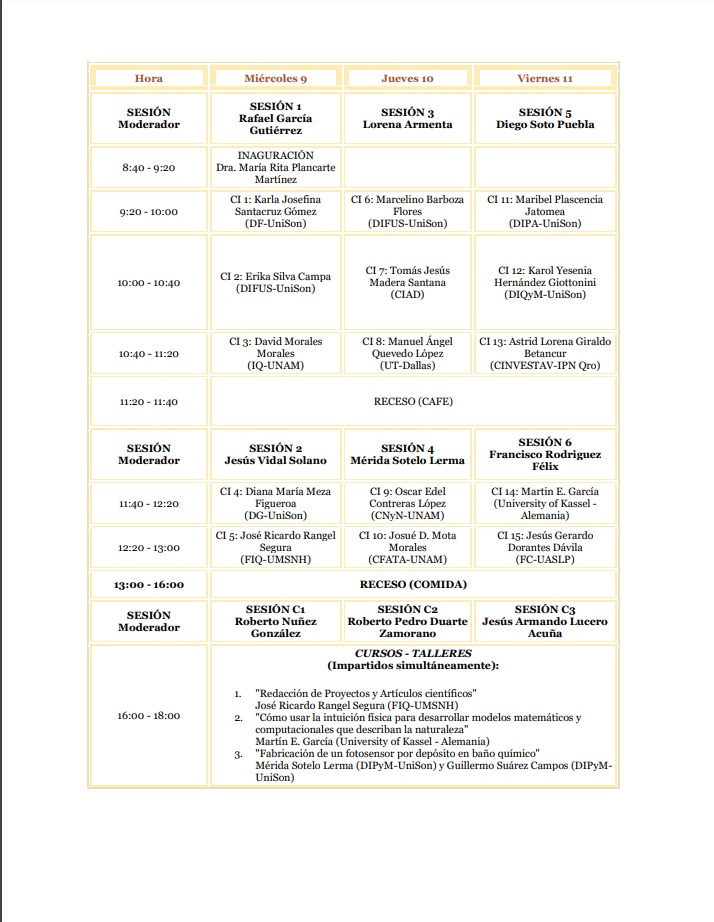 Hora Miércoles 9 Jueves 10 Viernes 11
SESIÓN
Moderador
SESIÓN 1
Rafael García
Gutiérrez
SESIÓN 3
Lorena Armenta
SESIÓN 5
Diego Soto Puebla
8:40 - 9:20
INAGURACIÓN
Dra. María Rita Plancarte
Martínez
9:20 - 10:00
CI 1: Karla Josefina
Santacruz Gómez
(DF-UniSon)
CI 6: Marcelino Barboza
Flores
(DIFUS-UniSon)
CI 11: Maribel Plascencia
Jatomea
(DIPA-UniSon)
10:00 - 10:40
CI 2: Erika Silva Campa
(DIFUS-UniSon)
CI 7: Tomás Jesús
Madera Santana
(CIAD)
CI 12: Karol Yesenia
Hernández Giottonini
(DIQyM-UniSon)
10:40 - 11:20
CI 3: David Morales
Morales
(IQ-UNAM)
CI 8: Manuel Ángel
Quevedo López
(UT-Dallas)
CI 13: Astrid Lorena Giraldo
Betancur
(CINVESTAV-IPN Qro)
11:20 - 11:40
RECESO (CAFE)
SESIÓN
Moderador
SESIÓN 2
Jesús Vidal Solano
SESIÓN 4
Mérida Sotelo Lerma
SESIÓN 6
Francisco Rodriguez
Félix
11:40 - 12:20
CI 4: Diana María Meza
Figueroa
(DG-UniSon)
CI 9: Oscar Edel
Contreras López
(CNyN-UNAM)
CI 14: Martin E. García
(University of Kassel -
Alemania)
12:20 - 13:00
CI 5: José Ricardo Rangel
Segura
(FIQ-UMSNH)
CI 10: Josué D. Mota
Morales
(CFATA-UNAM)
CI 15: Jesús Gerardo
Dorantes Dávila
(FC-UASLP)
13:00 - 16:00
RECESO (COMIDA)
SESIÓN
Moderador
SESIÓN C1
Roberto Nuñez
González
SESIÓN C2
Roberto Pedro Duarte
Zamorano
SESIÓN C3
Jesús Armando Lucero
Acuña
16:00 - 18:00
CURSOS - TALLERES
(Impartidos simultáneamente):
1. "Redacción de Proyectos y Artículos científicos"
José Ricardo Rangel Segura (FIQ-UMSNH)
2. "Cómo usar la intuición física para desarrollar modelos matemáticos y
computacionales que describan la naturaleza"
Martin E. García (University of Kassel - Alemania)
3. "Fabricación de un fotosensor por depósito en baño químico"
Mérida Sotelo Lerma (DIPyM-UniSon) y Guillermo Suárez Campos (DIPyM-
UniSon)